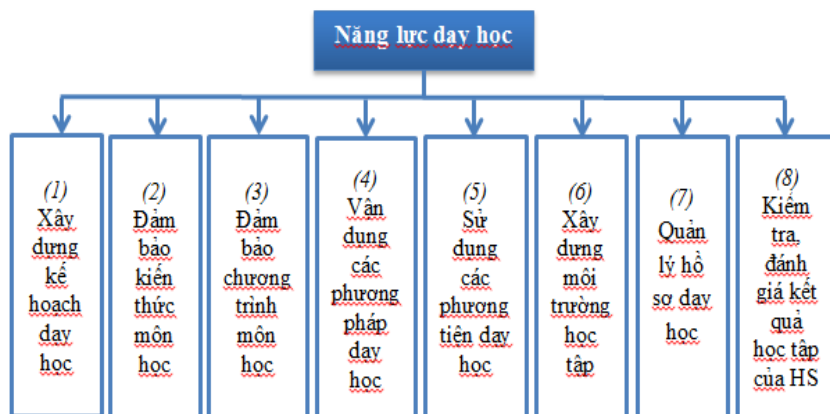 Năng lực dạy học
(1)
Xây
dựng
kế
hoạch
dạy
học
(2)
Đảm
bảo
kiến
thức
môn
học
(3)
Đảm
bảo
chương
trình
môn
học
(4)
Vận
dụng
các
phương
pháp
dạy
học
(5)
Sử
dụng
các
phương
tiện dạy
học
(6)
Xây
dựng
môi
trường
học
tập
(7)
Quản
lý hồ
sơ dạy
học
(8)
Kiểm
tra,
đánh
giá kết
quả
học tập
của HS